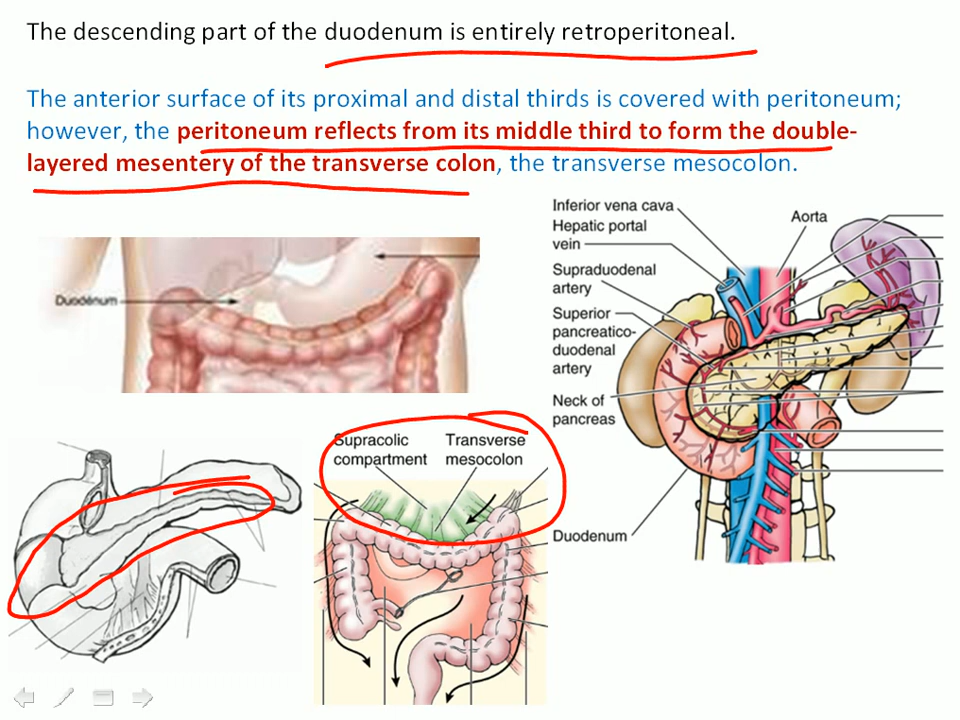 The descending part of the duodenum is entirely retroperitoneal.
The anterior surface of its proximal and distal thirds is covered with peritoneum;
however, the peritoneum reflects from its middle third to form the double-
layered mesentery of the transverse colon, the transverse mesocolon.
Duodenum
Supracolic
compartment
Transverse
mesocolon
Inferior vena cava
Hepatic portal
vein
Aorta
Supraduodenal
artery
Superior
pancreatico-
duodenal
artery
Neck of
pancreas
Duodenum